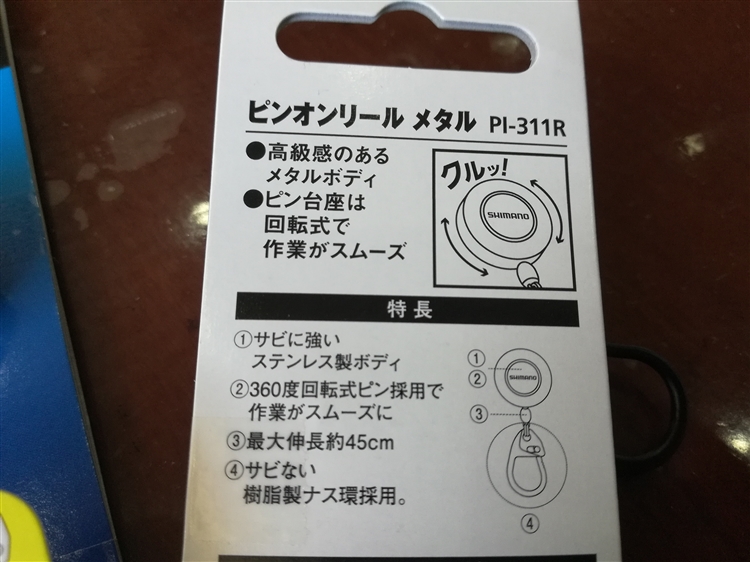 ピンオンリール メタル PI-311R
●高級感のある
メタルボディ
●ピン台座は
回転式で
作業がスムーズ
クルッ!
SHIMANO
特長
①サビに強い
ステンレス製ボディ
②360度回転式ピン採用で
作業がスムーズに
③最大伸長約45cm
④サビない
樹脂製ナス環採用。
①
②
SHIMANO
③
④